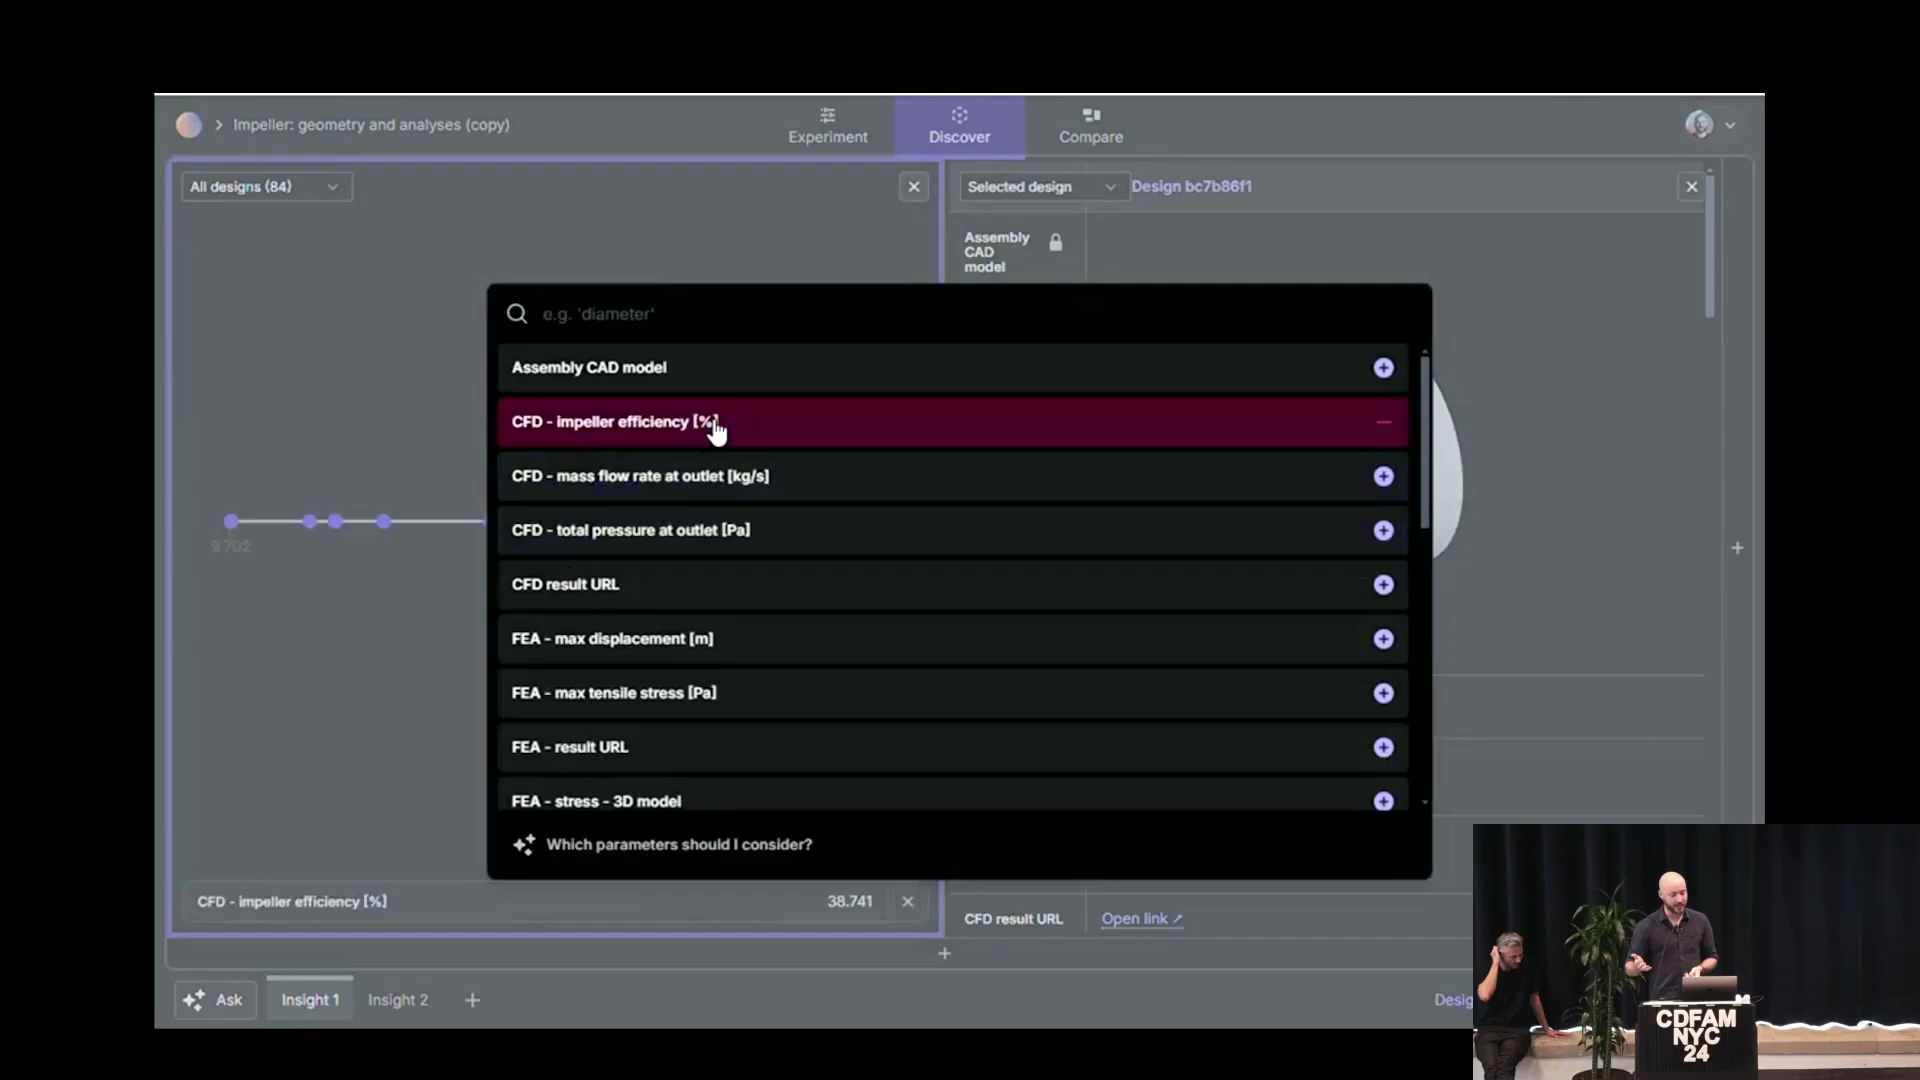 Impeller: geometry and analyses (copy)
Experiment
Discover
Compare
All designs (84)
Selected design
Design bc7b86f1
Assembly
CAD
model
e.g. 'diameter'
Assembly CAD model
CFD - impeller efficiency [%]
CFD - mass flow rate at outlet [kg/s]
CFD - total pressure at outlet [Pa]
CFD result URL
FEA - max displacement [m]
FEA - max tensile stress [Pa]
FEA - result URL
FEA - stress - 3D model
Which parameters should I consider?
9.702
CFD - impeller efficiency [%]
38.741
CFD result URL
Open link
Ask
Insight 1
Insight 2
Desig
CDFAM
NYC
24